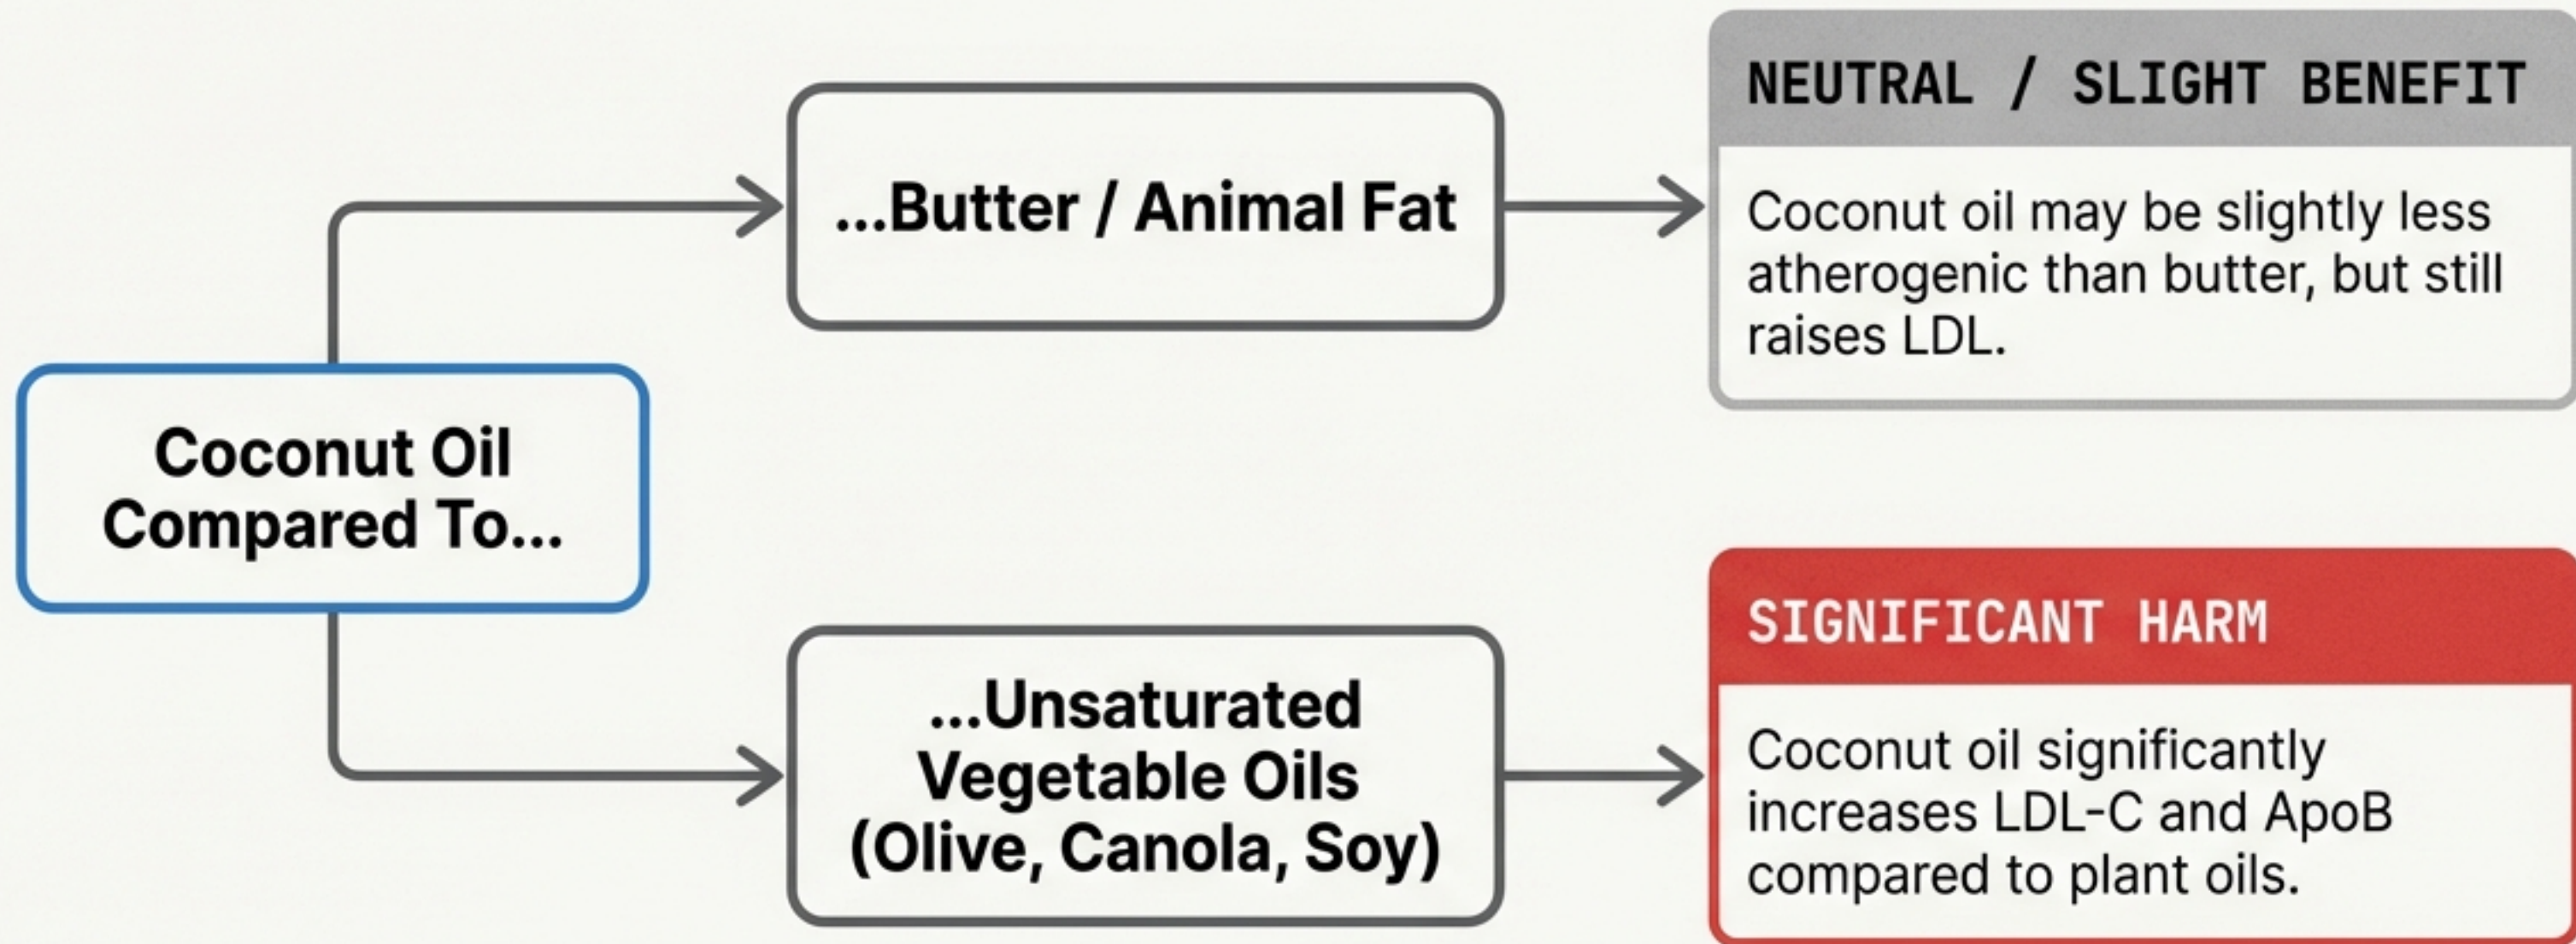 Coconut Oil
Compared To...
...Butter / Animal Fat
NEUTRAL / SLIGHT BENEFIT
Coconut oil may be slightly less
atherogenic than butter, but still
raises LDL.
...Unsaturated
Vegetable Oils
(Olive, Canola, Soy)
SIGNIFICANT HARM
Coconut oil significantly
increases LDL-C and ApoB
compared to plant oils.